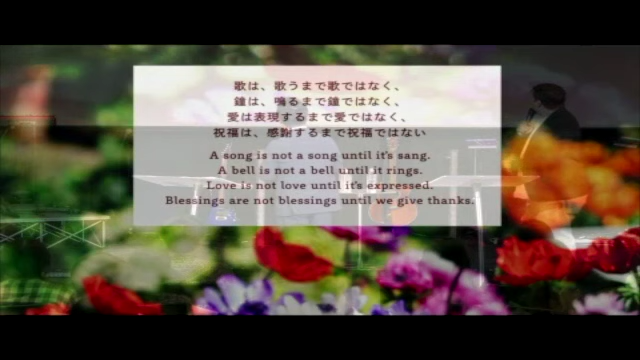 歌は、歌うまで歌ではなく、
鐘は、鳴るまで鐘ではなく、
愛は表現するまで愛ではなく、
祝福は、感謝するまで祝福ではない
A song is not a song until it's sang.
A bell is not a bell until it rings.
Love is not love until it's expressed.
Blessings are not blessings until we give thanks.